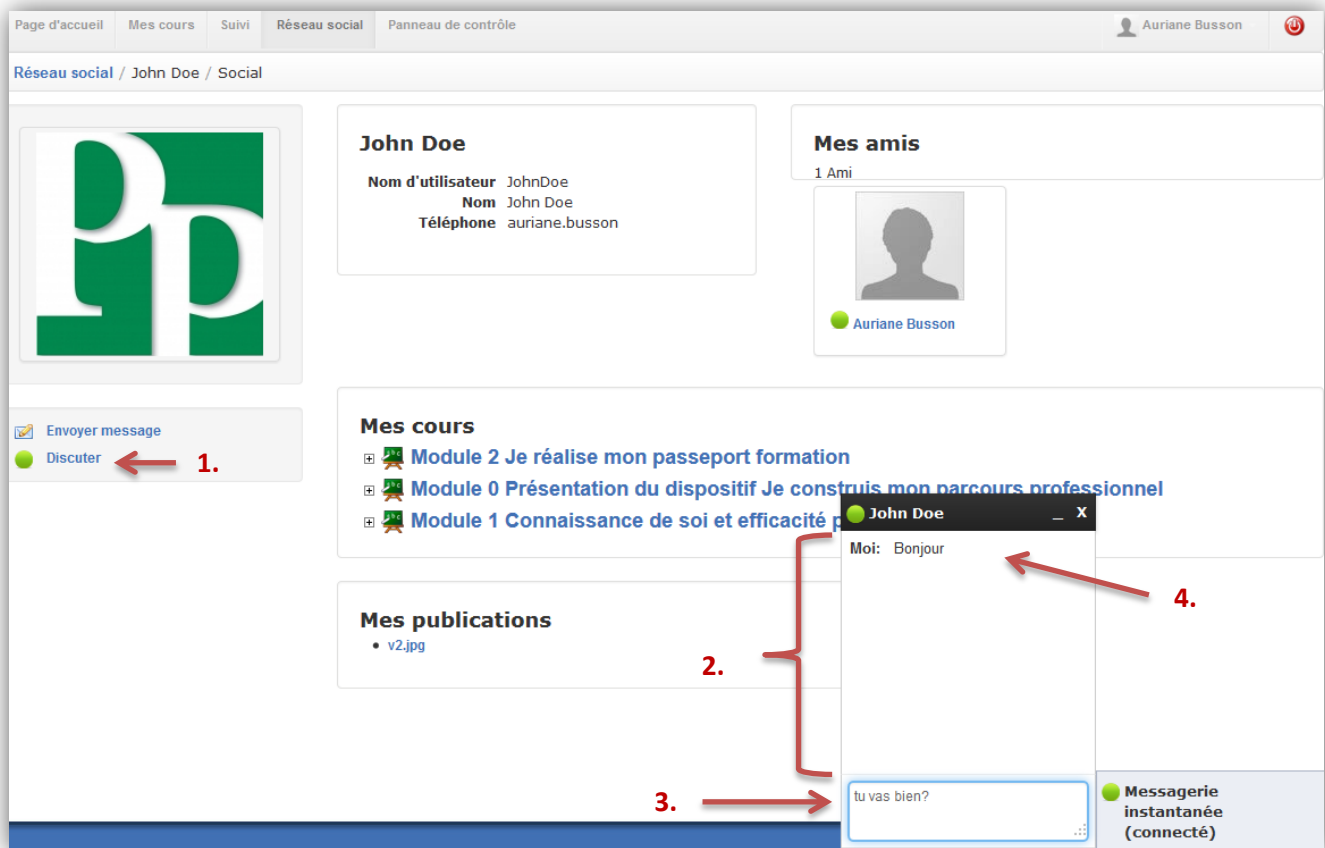 Page d'accueil Mes cours Suivi Réseau social Panneau de contrôle Auriane Busson
Réseau social / John Doe / Social
Pp
John Doe
Nom d'utilisateur JohnDoe
Nom John Doe
Téléphone auriane.busson
Mes amis
1 Ami
Auriane Busson
Envoyer message
Discuter
1.
Mes cours
Module 2 Je réalise mon passeport formation
Module 0 Présentation du dispositif Je construis mon parcours professionnel
Module 1 Connaissance de soi et efficacité
Mes publications
v2.jpg
2.
John Doe _ X
Moi: Bonjour
4.
3.
tu vas bien?
Messagerie
instantanée
(connecté)